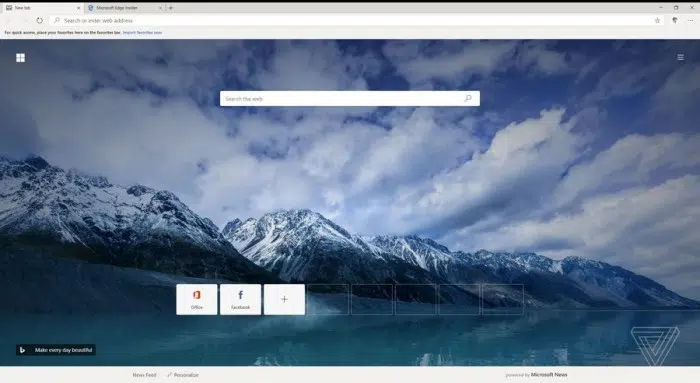 New tab
Microsoft Edge Insider
Search or enter web address
For quick access, place your favorites here on the favorites bar. Import favorites now
Search the web
Office
Facebook
Make every day beautiful
News Feed
Personalize
powered by Microsoft News